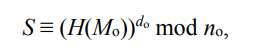 S ≡ (H(Mₒ))^dₒ mod nₒ,